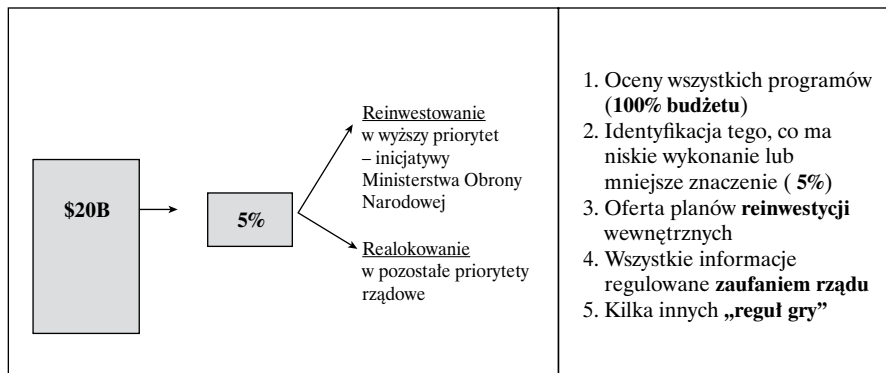 $20B
5%
Reinwestowanie
w wyższy priorytet
– inicjatywy
Ministerstwa Obrony
Narodowej
Realokowanie
w pozostałe priorytety
rządowe
1. Oceny wszystkich programów
(100% budżetu)
2. Identyfikacja tego, co ma
niskie wykonanie lub
mniejsze znaczenie ( 5%)
3. Oferta planów reinwestycji
wewnętrznych
4. Wszystkie informacje
regulowane zaufaniem rządu
5. Kilka innych „reguł gry”